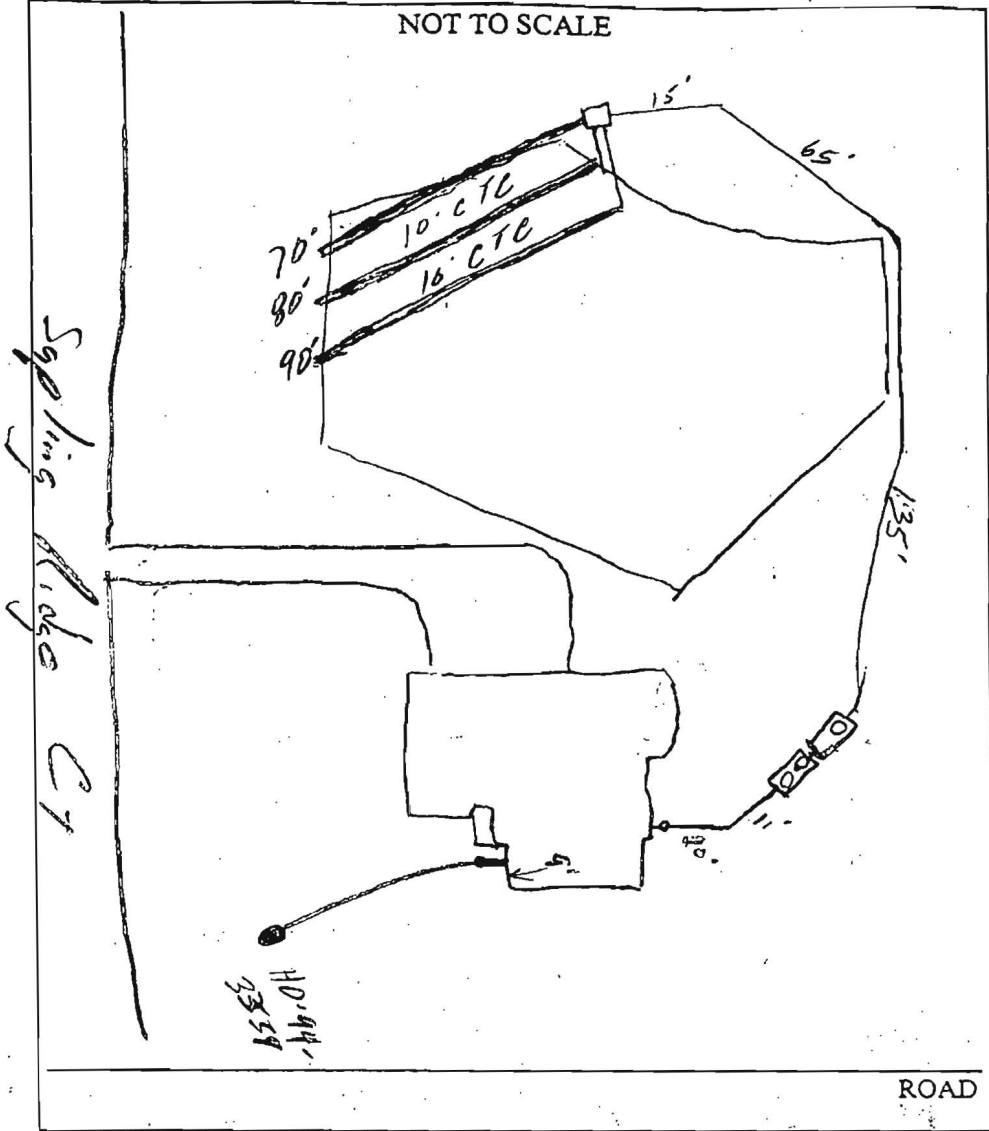 NOT TO SCALE
15'
65'
70'
10' CTC
80'
10' CTC
90'
Sapling Ridge Ct
135'
11'
HO-94-
3339
ROAD